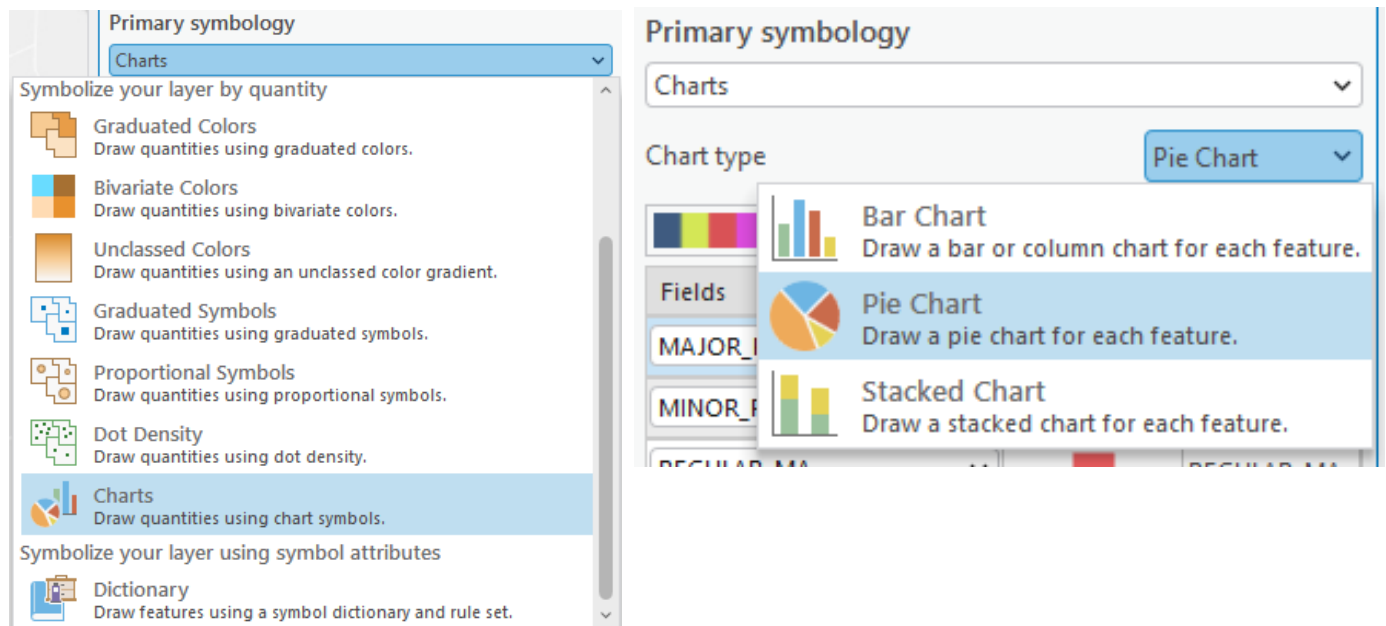 Primary symbology
Charts
Symbolize your layer by quantity
Graduated Colors
Draw quantities using graduated colors.
Bivariate Colors
Draw quantities using bivariate colors.
Unclassed Colors
Draw quantities using an unclassed color gradient.
Graduated Symbols
Draw quantities using graduated symbols.
Proportional Symbols
Draw quantities using proportional symbols.
Dot Density
Draw quantities using dot density.
Charts
Draw quantities using chart symbols.
Symbolize your layer using symbol attributes
Dictionary
Draw features using a symbol dictionary and rule set.
Primary symbology
Charts
Chart type
Pie Chart
Bar Chart
Draw a bar or column chart for each feature.
Fields
Pie Chart
Draw a pie chart for each feature.
MAJOR_
Stacked Chart
Draw a stacked chart for each feature.
MINOR_
REGULAR_MA
REGULAR_MA